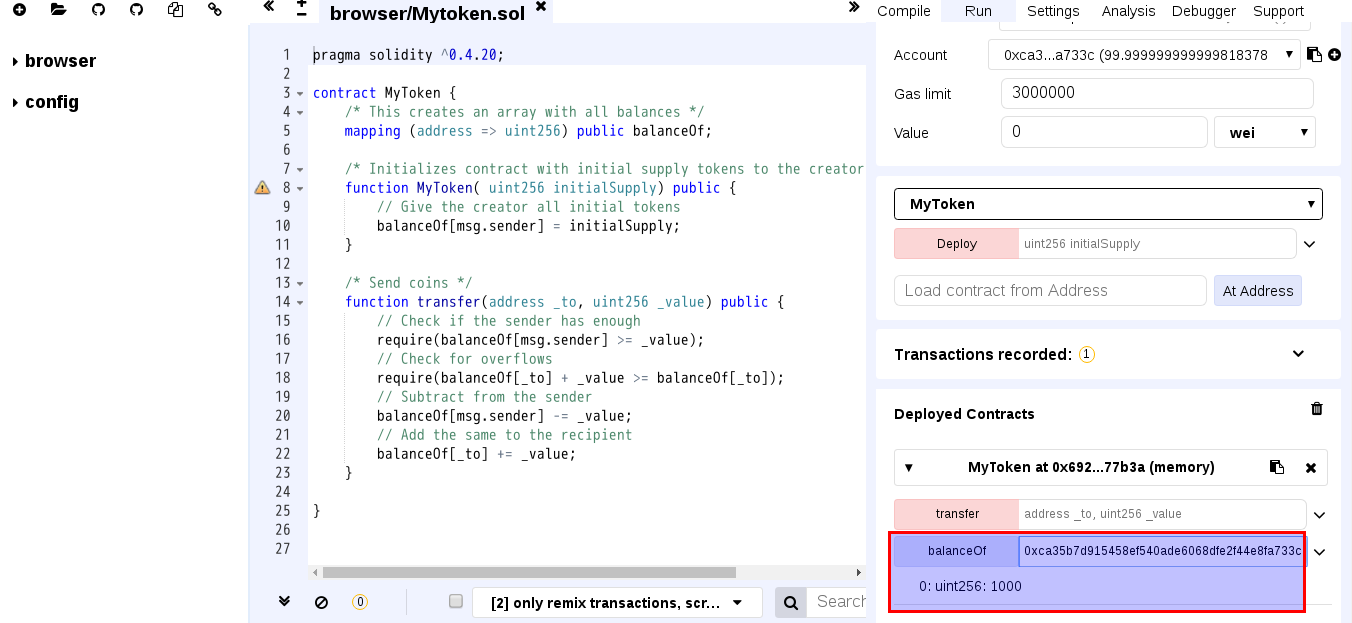 browser/Mytoken.sol
Compile Run Settings Analysis Debugger Support
browser
config
1 pragma solidity ^0.4.20;
2
3 contract MyToken {
4 /* This creates an array with all balances */
5 mapping (address => uint256) public balanceOf;
6
7 /* Initializes contract with initial supply tokens to the creator
8 function MyToken( uint256 initialSupply) public {
9 // Give the creator all initial tokens
10 balanceOf[msg.sender] = initialSupply;
11 }
12
13 /* Send coins */
14 function transfer(address _to, uint256 _value) public {
15 // Check if the sender has enough
16 require(balanceOf[msg.sender] >= _value);
17 // Check for overflows
18 require(balanceOf[_to] + _value >= balanceOf[_to]);
19 // Subtract from the sender
20 balanceOf[msg.sender] -= _value;
21 // Add the same to the recipient
22 balanceOf[_to] += _value;
23 }
24
25 }
26
27
0 [2] only remix transactions, scr... Search
Account 0xca3...a733c (99.999999999999818378
Gas limit 3000000
Value 0 wei
MyToken
Deploy uint256 initialSupply
Load contract from Address At Address
Transactions recorded: 1
Deployed Contracts
MyToken at 0x692...77b3a (memory)
transfer address _to, uint256 _value
balanceOf 0xca35b7d915458ef540ade6068dfe2f44e8fa733c
0: uint256: 1000